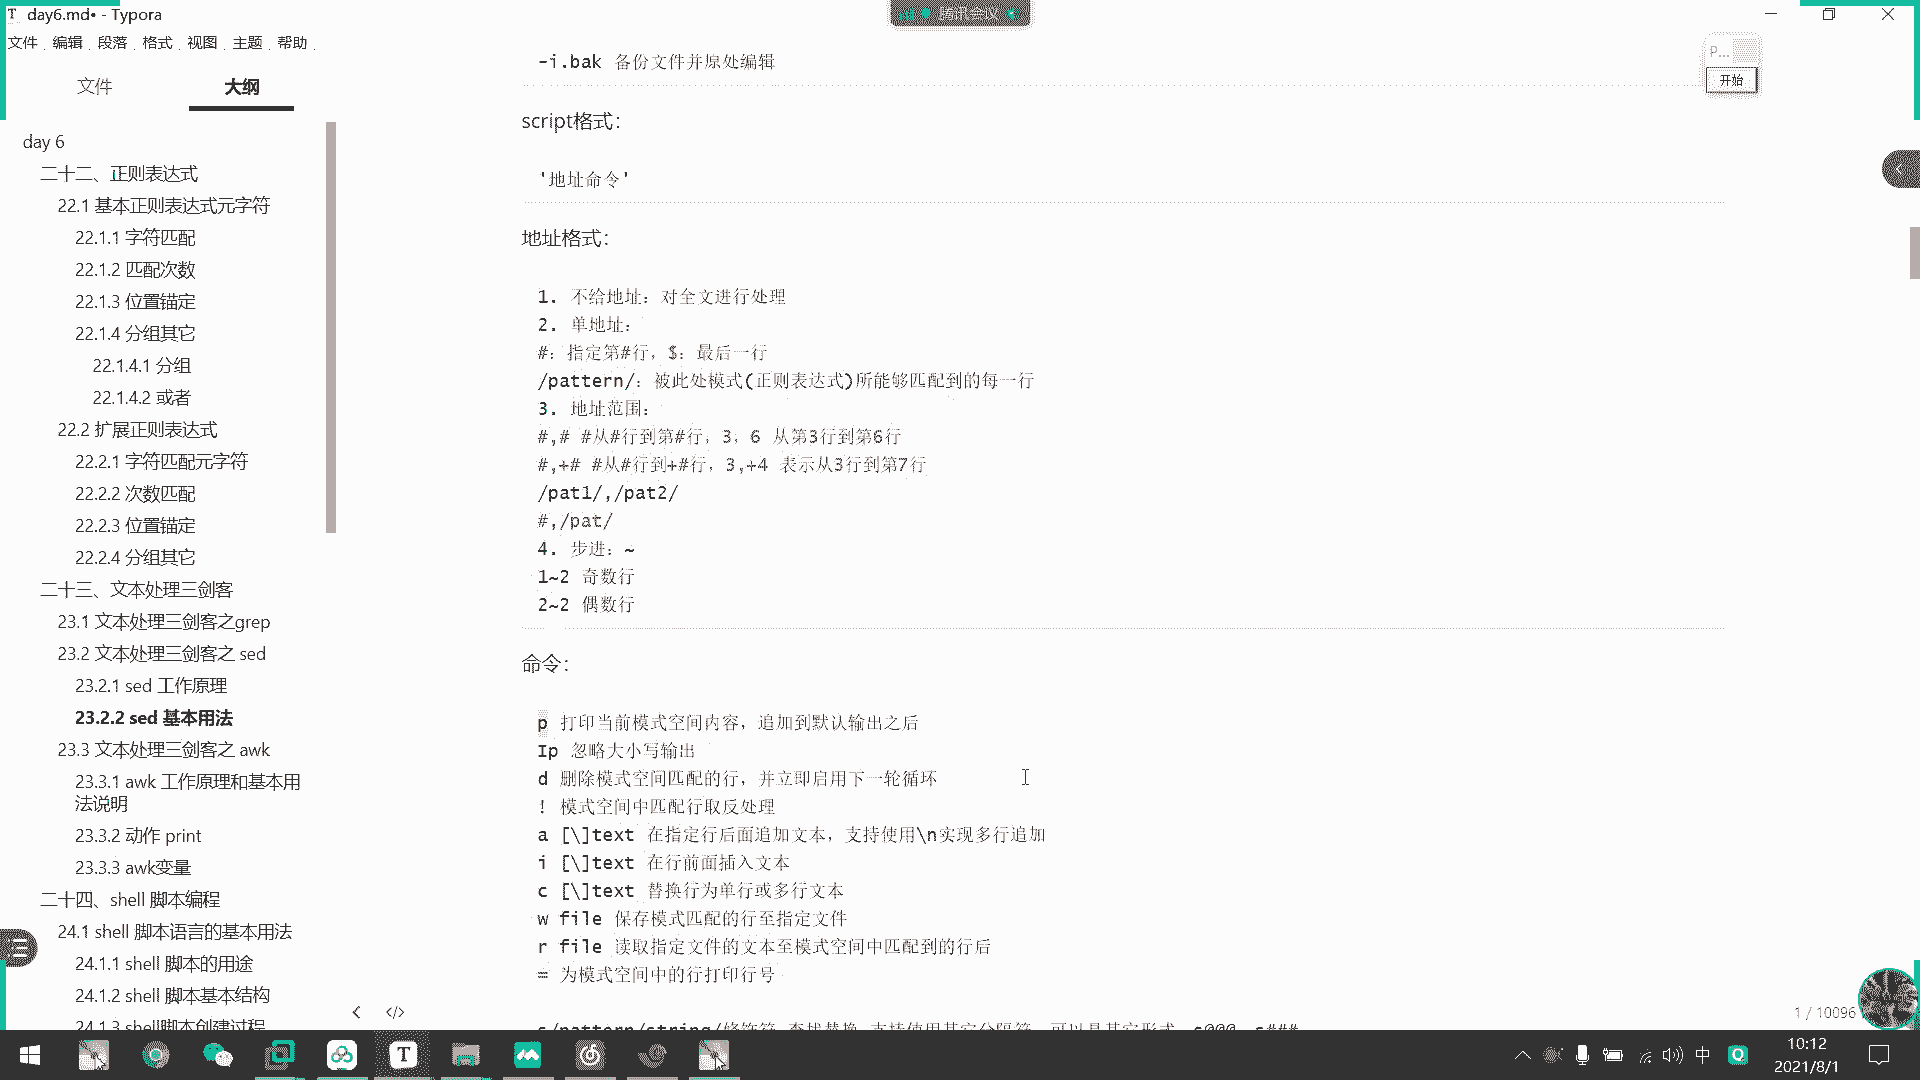 day6.md• - Typora
腾讯会议
文件 编辑 段落 格式 视图 主题 帮助
文件 大纲
P...
开始
day 6
二十二、正则表达式
22.1 基本正则表达式元字符
22.1.1 字符匹配
22.1.2 匹配次数
22.1.3 位置锚定
22.1.4 分组其它
22.1.4.1 分组
22.1.4.2 或者
22.2 扩展正则表达式
22.2.1 字符匹配元字符
22.2.2 次数匹配
22.2.3 位置锚定
22.2.4 分组其它
二十三、文本处理三剑客
23.1 文本处理三剑客之grep
23.2 文本处理三剑客之 sed
23.2.1 sed 工作原理
23.2.2 sed 基本用法
23.3 文本处理三剑客之 awk
23.3.1 awk 工作原理和基本用
法说明
23.3.2 动作 print
23.3.3 awk变量
二十四、shell 脚本编程
24.1 shell 脚本语言的基本用法
24.1.1 shell 脚本的用途
24.1.2 shell 脚本基本结构
24.1.3 shell脚本创建过程
-i.bak 备份文件并原处编辑
script格式：
'地址命令'
地址格式：
1. 不给地址：对全文进行处理
2. 单地址：
#：指定第#行，$：最后一行
/pattern/：被此处模式(正则表达式)所能够匹配到的每一行
3. 地址范围：
#,# #从#行到第#行，3，6 从第3行到第6行
#,+# #从#行到+#行，3,+4 表示从3行到第7行
/pat1/,/pat2/
#,/pat/
4. 步进：~
1~2 奇数行
2~2 偶数行
命令：
p 打印当前模式空间内容，追加到默认输出之后
Ip 忽略大小写输出
d 删除模式空间匹配的行，并立即启用下一轮循环
! 模式空间中匹配行取反处理
a [\]text 在指定行后面追加文本，支持使用\n实现多行追加
i [\]text 在行前面插入文本
c [\]text 替换行为单行或多行文本
w file 保存模式匹配的行至指定文件
r file 读取指定文件的文本至模式空间中匹配到的行后
= 为模式空间中的行打印行号
s/pattern/string/修饰符 查找替换,支持使用其它分隔符，可以是其它形式：s@@@，s###
1 / 10096
中
10:12
2021/8/1